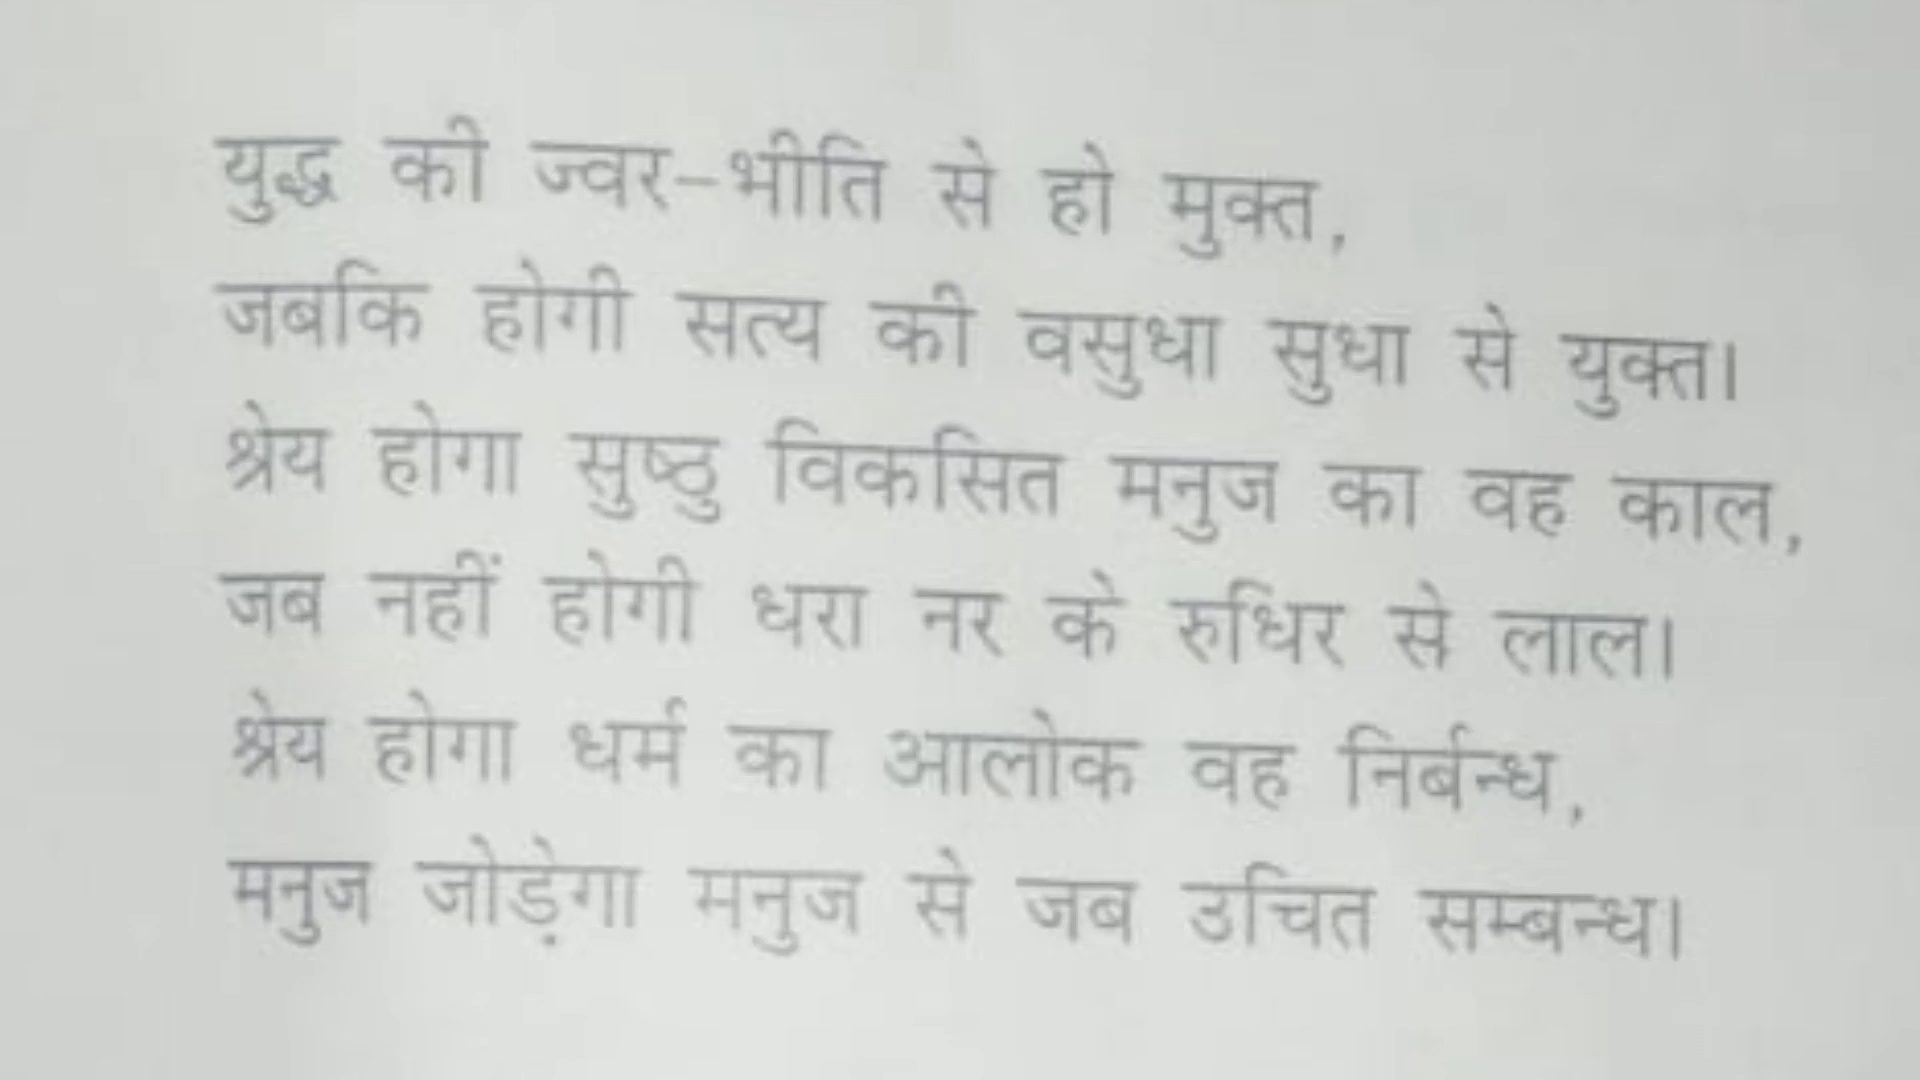 युद्ध की ज्वर-भीति से हो मुक्त,
जबकि होगी सत्य की वसुधा सुधा से युक्त।
श्रेय होगा सुष्ठु विकसित मनुज का वह काल,
जब नहीं होगी धरा नर के रुधिर से लाल।
श्रेय होगा धर्म का आलोक वह निर्बन्ध,
मनुज जोड़ेगा मनुज से जब उचित सम्बन्ध।